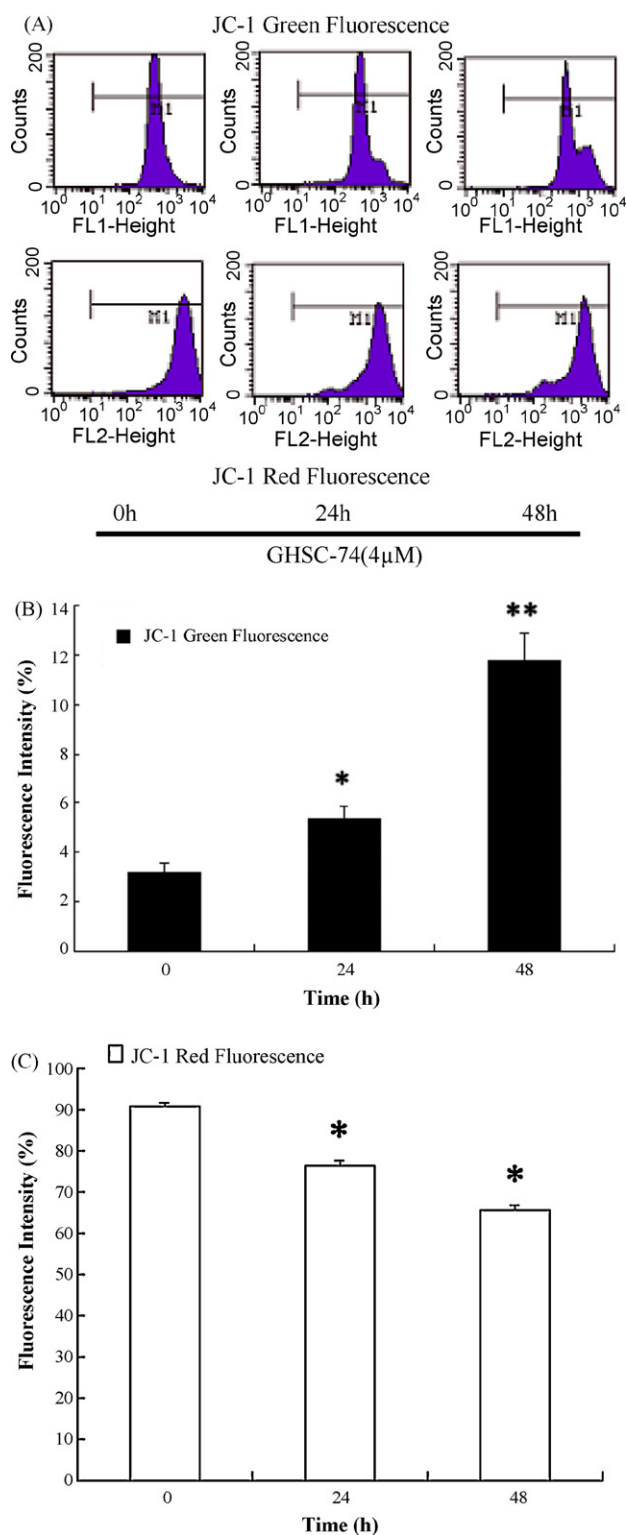 (A) JC-1 Green Fluorescence
200 200 200
Counts Counts Counts
M1 M1 M1
0 0 0
10^0 10^1 10^2 10^3 10^4 10^0 10^1 10^2 10^3 10^4 10^0 10^1 10^2 10^3 10^4
FL1-Height FL1-Height FL1-Height
200 200 200
Counts Counts Counts
M1 M1 M1
0 0 0
10^0 10^1 10^2 10^3 10^4 10^0 10^1 10^2 10^3 10^4 10^0 10^1 10^2 10^3 10^4
FL2-Height FL2-Height FL2-Height
JC-1 Red Fluorescence
0h 24h 48h
GHSC-74(4μM)
(B)
JC-1 Green Fluorescence
Fluorescence Intensity (%)
14
12
10
8
6
4
2
0
* **
0 24 48
Time (h)
(C)
JC-1 Red Fluorescence
Fluorescence Intensity (%)
100
90
80
70
60
50
40
30
20
10
0
* *
0 24 48
Time (h)